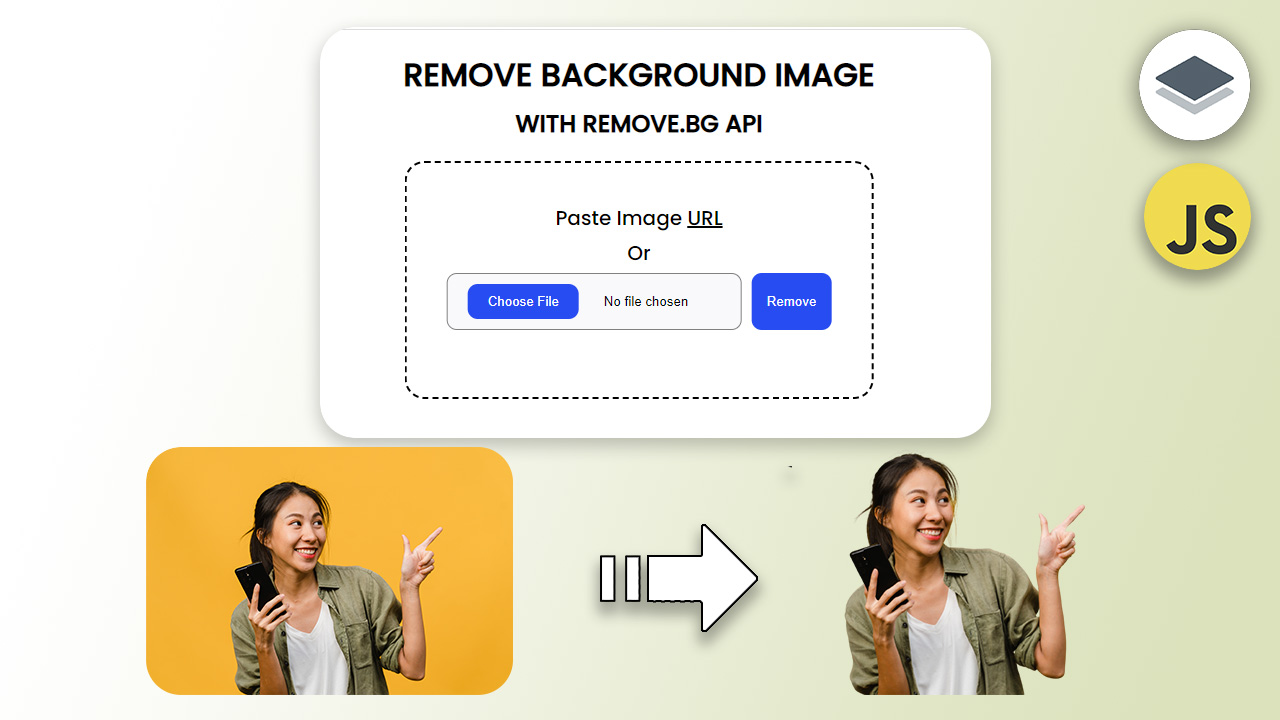 REMOVE BACKGROUND IMAGE
WITH REMOVE.BG API
JS
Paste Image URL
Or
Choose File No file chosen Remove